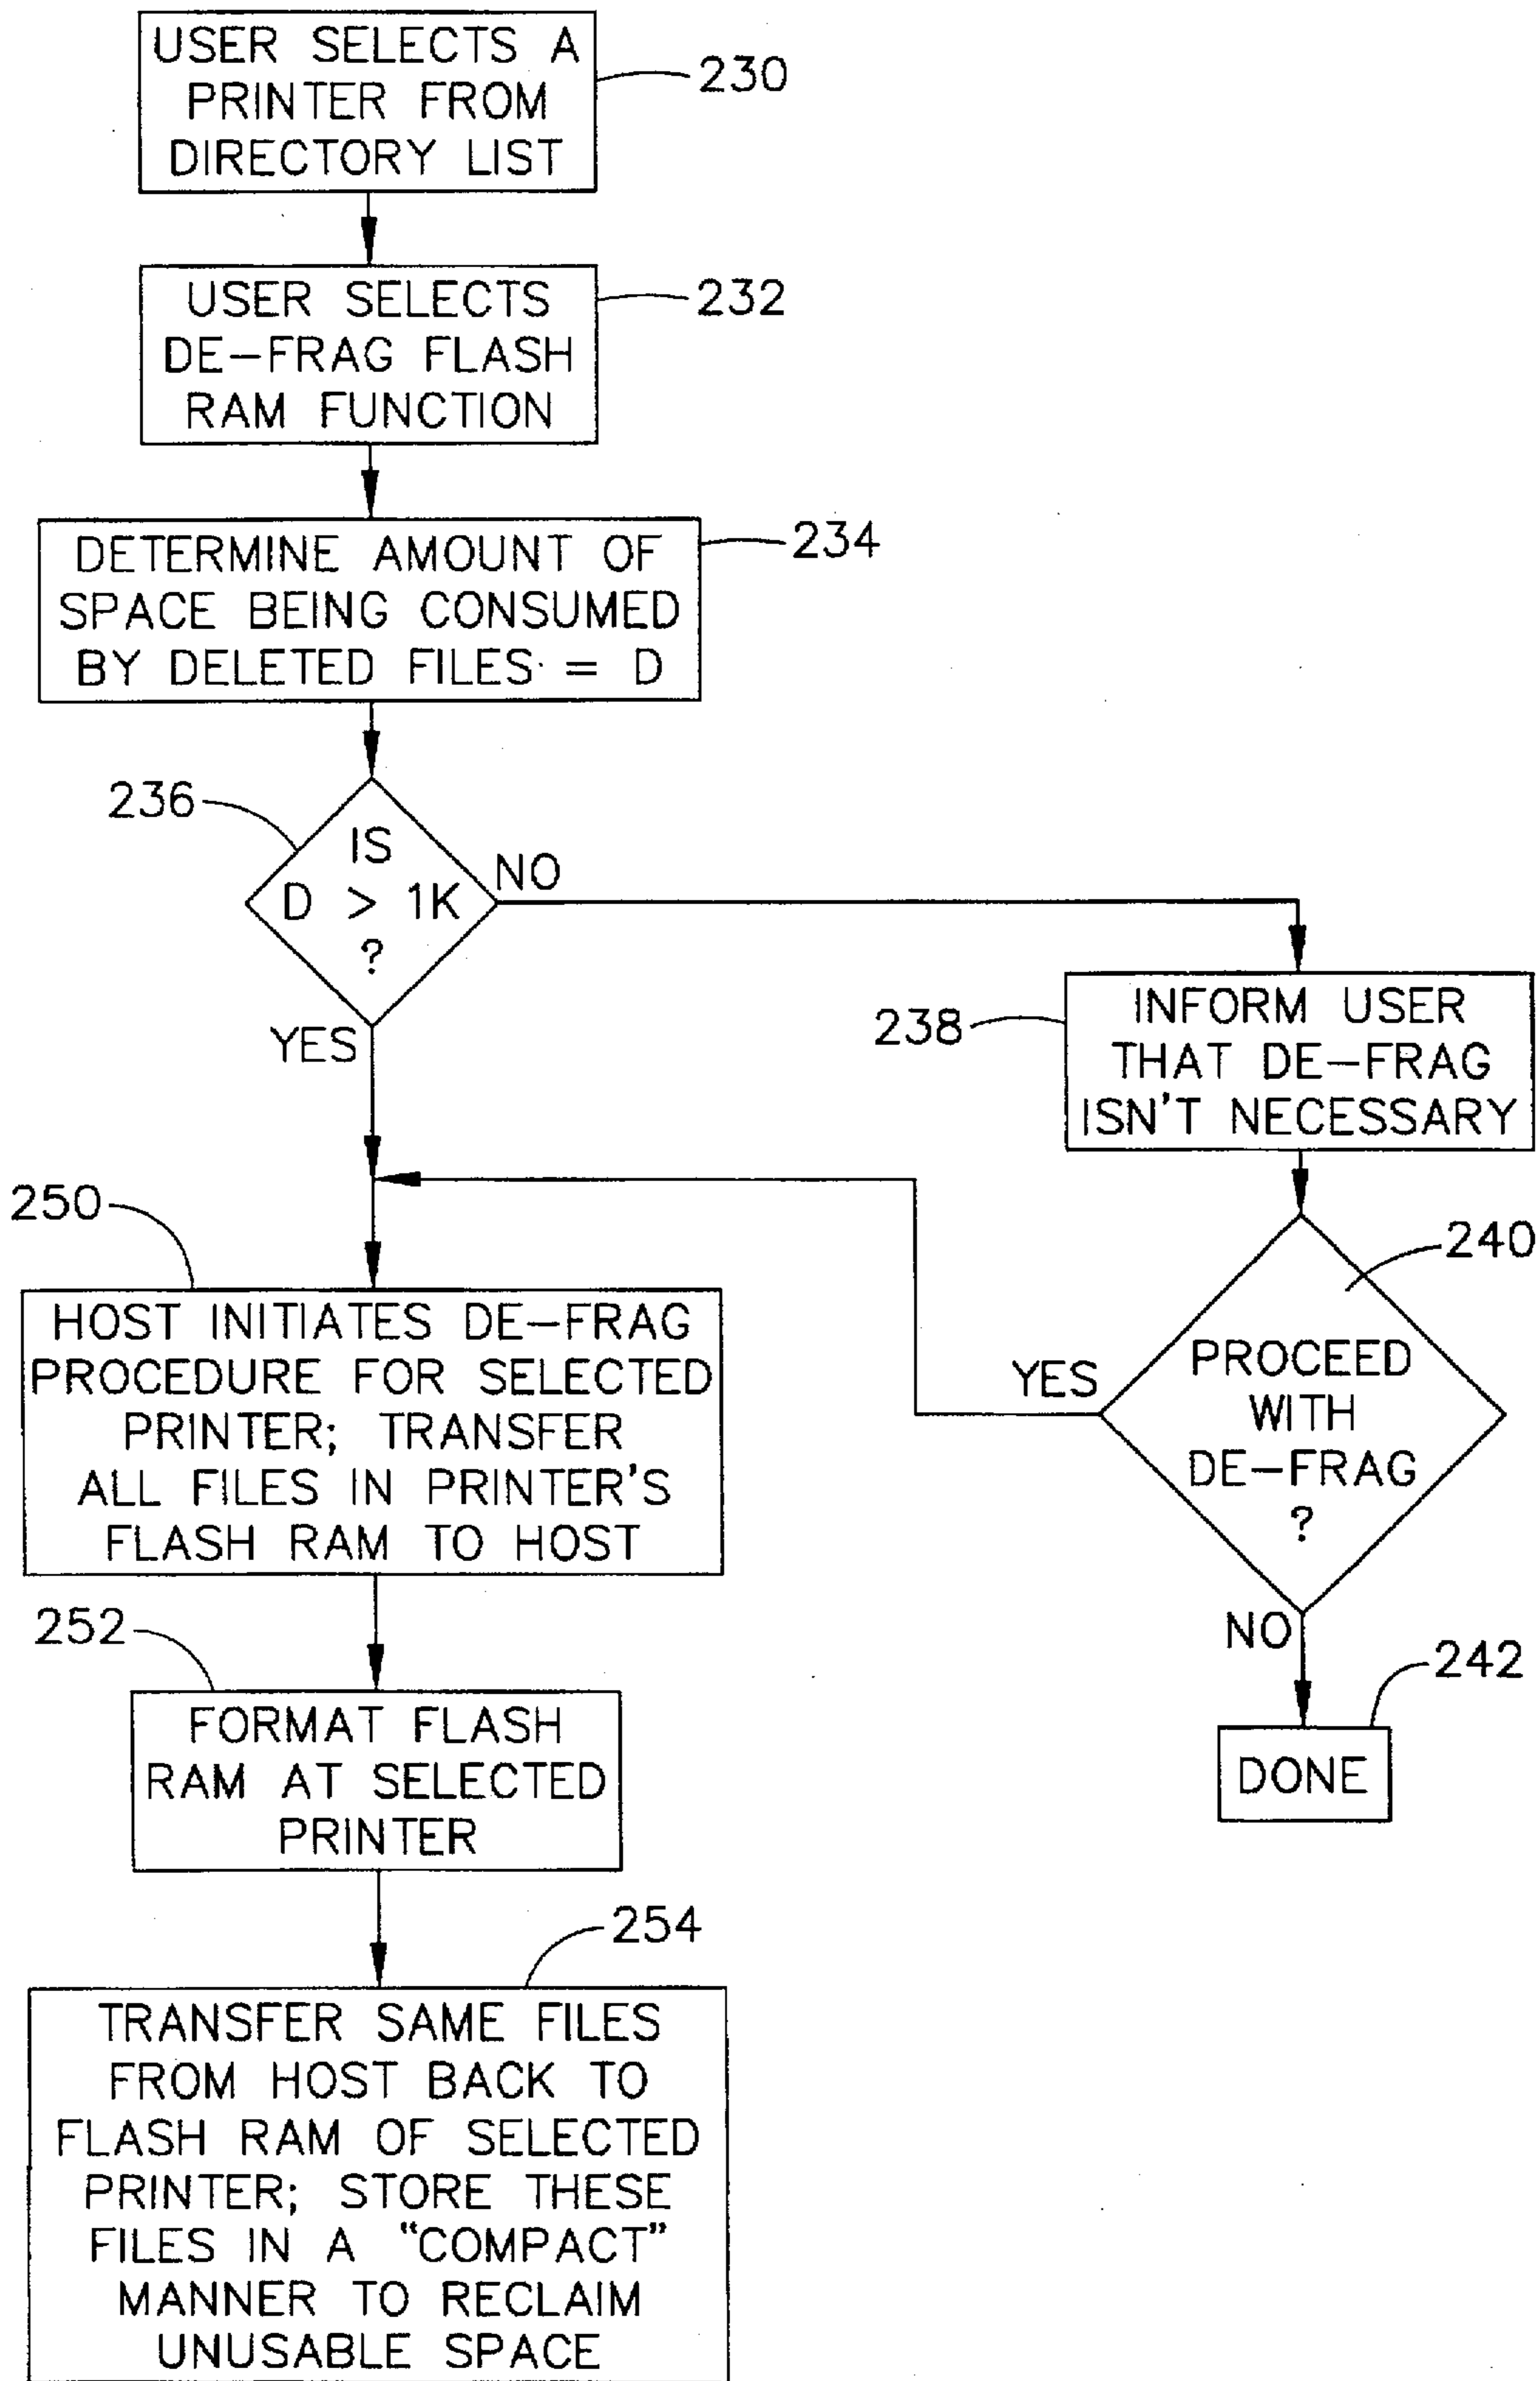 USER SELECTS A
PRINTER FROM
DIRECTORY LIST
230
USER SELECTS
DE-FRAG FLASH
RAM FUNCTION
232
DETERMINE AMOUNT OF
SPACE BEING CONSUMED
BY DELETED FILES = D
234
236
IS
D > 1K
?
NO
YES
238
INFORM USER
THAT DE-FRAG
ISN'T NECESSARY
240
PROCEED
WITH
DE-FRAG
?
YES
NO
242
DONE
250
HOST INITIATES DE-FRAG
PROCEDURE FOR SELECTED
PRINTER; TRANSFER
ALL FILES IN PRINTER'S
FLASH RAM TO HOST
252
FORMAT FLASH
RAM AT SELECTED
PRINTER
254
TRANSFER SAME FILES
FROM HOST BACK TO
FLASH RAM OF SELECTED
PRINTER; STORE THESE
FILES IN A "COMPACT"
MANNER TO RECLAIM
UNUSABLE SPACE